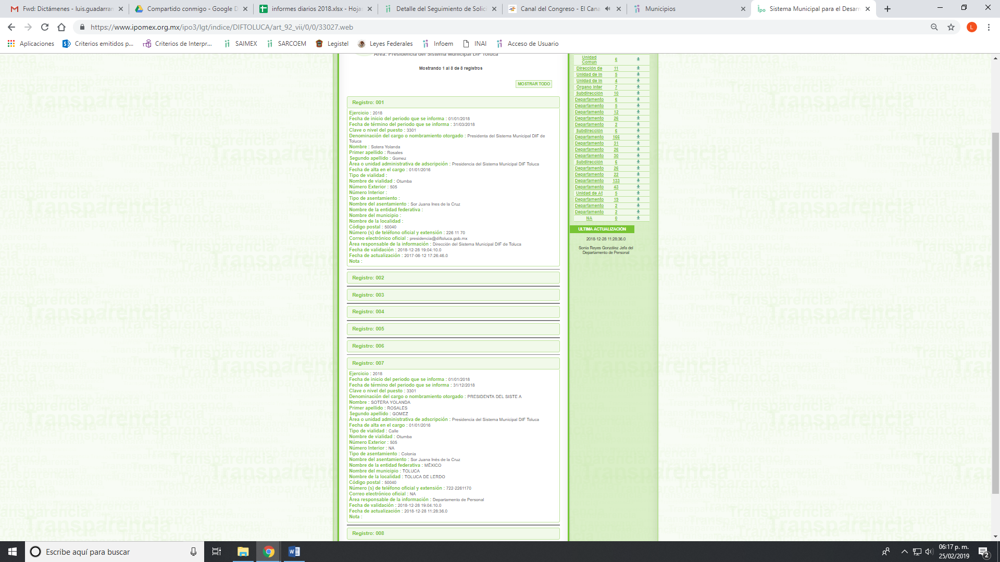 Fwd: Dictámenes - luis.guadarran
Compartido conmigo - Google D
informes diarios 2018.xlsx - Hojas
Detalle del Seguimiento de Solici
Canal del Congreso - El Cana
Municipios
Sistema Municipal para el Desarr
https://www.ipomex.org.mx/ipo3/lgt/indice/DIFTOLUCA/art_92_vii/0/0/33027.web
L
Aplicaciones
Criterios emitidos p...
Criterios de Interpr...
SAIMEX
SARCOEM
Legistel
Leyes Federales
Infoem
INAI
Acceso de Usuario
Área: Presidencia del Sistema Municipal DIF Toluca
Mostrando 1 al 8 de 8 registros
MOSTRAR TODO
Registro: 001
Ejercicio : 2018
Fecha de inicio del periodo que se informa : 01/01/2018
Fecha de término del periodo que se informa : 31/03/2018
Clave o nivel del puesto : 3301
Denominación del cargo o nombramiento otorgado : Presidenta del Sistema Municipal DIF de
Toluca
Nombre : Sotera Yolanda
Primer apellido : Rosales
Segundo apellido : Gomez
Área o unidad administrativa de adscripción : Presidencia del Sistema Municipal DIF Toluca
Fecha de alta en el cargo : 01/01/2016
Tipo de vialidad :
Nombre de vialidad : Otumba
Número Exterior : 505
Número Interior :
Tipo de asentamiento :
Nombre del asentamiento : Sor Juana Ines de la Cruz
Nombre de la entidad federativa :
Nombre del municipio :
Nombre de la localidad :
Código postal : 50040
Número (s) de teléfono oficial y extensión : 226 11 70
Correo electrónico oficial : presidencia@diftoluca.gob.mx
Área responsable de la información : Dirección del Sistema Municipal DIF de Toluca
Fecha de validación : 2018-12-28 19:04:10.0
Fecha de actualización : 2017-06-12 17:26:46.0
Nota :
Registro: 002
Registro: 003
Registro: 004
Registro: 005
Registro: 006
Registro: 007
Ejercicio : 2018
Fecha de inicio del periodo que se informa : 01/01/2018
Fecha de término del periodo que se informa : 31/12/2018
Clave o nivel del puesto : 3301
Denominación del cargo o nombramiento otorgado : PRESIDENTA DEL SISTE A
Nombre : SOTERA YOLANDA
Primer apellido : ROSALES
Segundo apellido : GOMEZ
Área o unidad administrativa de adscripción : Presidencia del Sistema Municipal DIF Toluca
Fecha de alta en el cargo : 01/01/2016
Tipo de vialidad : Calle
Nombre de vialidad : Otumba
Número Exterior : 505
Número Interior : NA
Tipo de asentamiento : Colonia
Nombre del asentamiento : Sor Juana Inés de la Cruz
Nombre de la entidad federativa : MÉXICO
Nombre del municipio : TOLUCA
Nombre de la localidad : TOLUCA DE LERDO
Código postal : 50040
Número (s) de teléfono oficial y extensión : 722-2261170
Correo electrónico oficial : NA
Área responsable de la información : Departamento de Personal
Fecha de validación : 2018-12-28 19:04:10.0
Fecha de actualización : 2018-12-28 11:28:36.0
Nota :
Registro: 008
Unidad
Comun 6
Dirección de 11
Unidad de In 5
Unidad de In 4
Órgano Inter 7
Subdirección 10
Departamento 6
Departamento 5
Departamento 12
Departamento 26
Departamento 2
Subdirección 6
Departamento 166
Departamento 31
Departamento 26
Departamento 30
Subdirección 6
Departamento 26
Departamento 22
Departamento 133
Departamento 43
Unidad de At 5
Departamento 19
Departamento 2
Departamento 2
NA 0
ULTIMA ACTUALIZACIÓN
2018-12-28 11:28:36.0
Sonia Reyes González Jefa del
Departamento de Personal
Escribe aquí para buscar
06:17 p. m.
25/02/2019
2